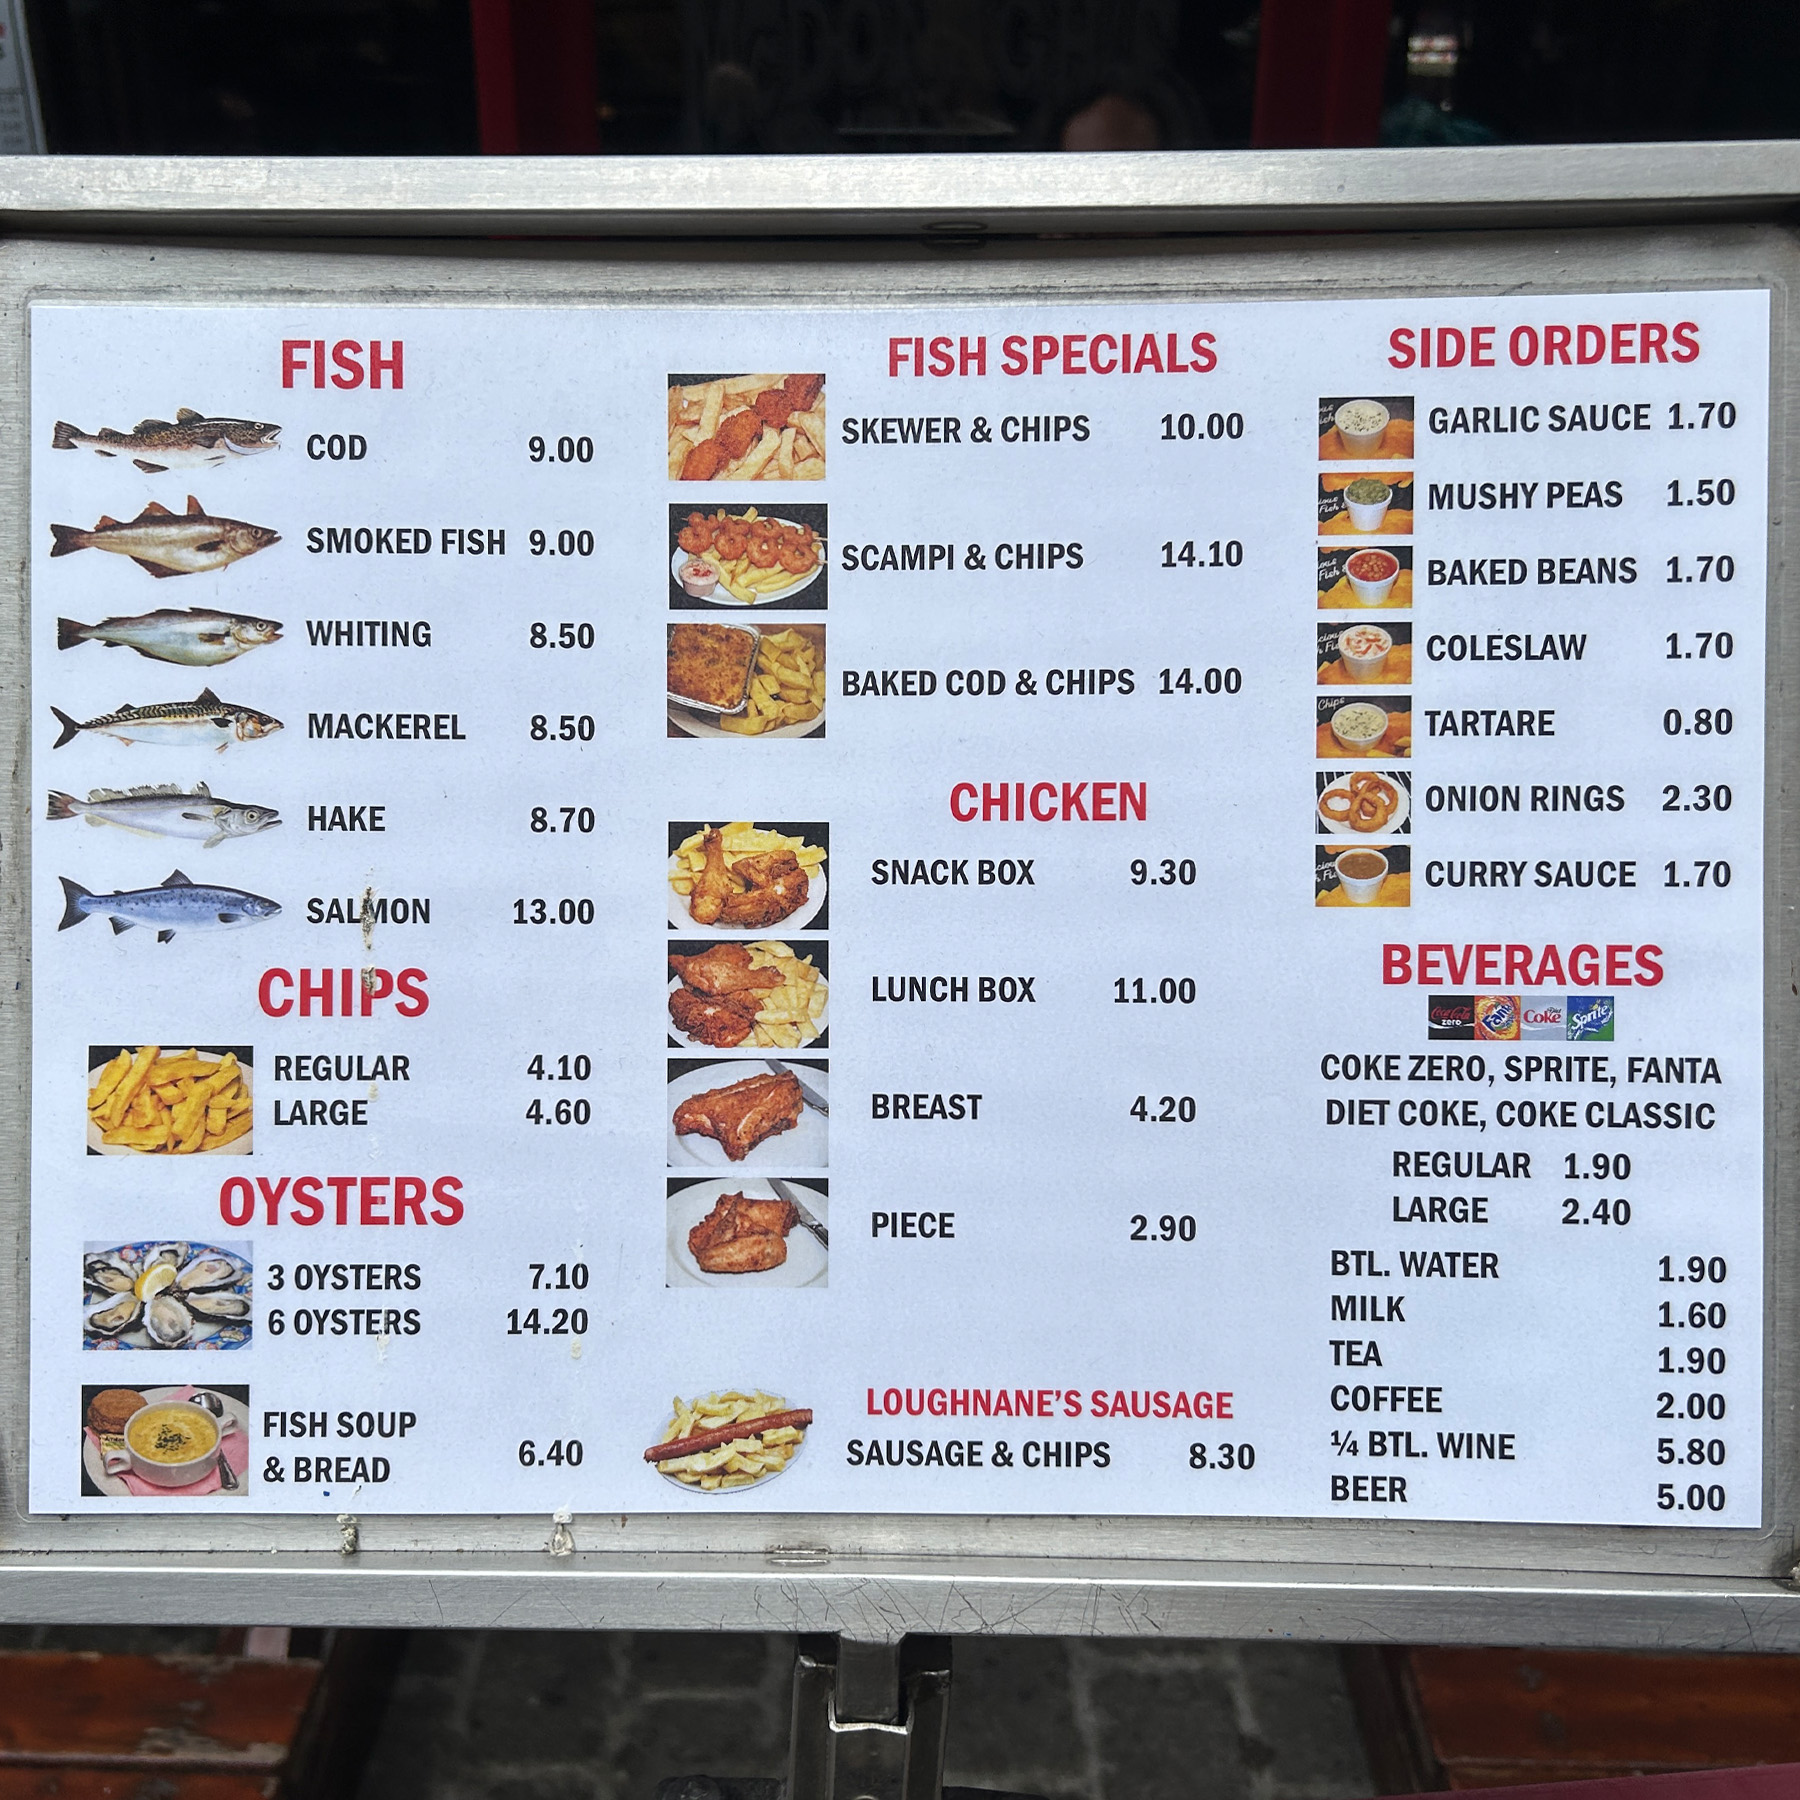 FISH
COD 9.00
SMOKED FISH 9.00
WHITING 8.50
MACKEREL 8.50
HAKE 8.70
SALMON 13.00
CHIPS
REGULAR 4.10
LARGE 4.60
OYSTERS
3 OYSTERS 7.10
6 OYSTERS 14.20
FISH SOUP
& BREAD 6.40
FISH SPECIALS
SKEWER & CHIPS 10.00
SCAMPI & CHIPS 14.10
BAKED COD & CHIPS 14.00
CHICKEN
SNACK BOX 9.30
LUNCH BOX 11.00
BREAST 4.20
PIECE 2.90
LOUGHNANE'S SAUSAGE
SAUSAGE & CHIPS 8.30
SIDE ORDERS
GARLIC SAUCE 1.70
MUSHY PEAS 1.50
BAKED BEANS 1.70
COLESLAW 1.70
Chips
TARTARE 0.80
ONION RINGS 2.30
CURRY SAUCE 1.70
BEVERAGES
Coca-Cola zero Fanta Diet Coke Sprite
COKE ZERO, SPRITE, FANTA
DIET COKE, COKE CLASSIC
REGULAR 1.90
LARGE 2.40
BTL. WATER 1.90
MILK 1.60
TEA 1.90
COFFEE 2.00
¼ BTL. WINE 5.80
BEER 5.00